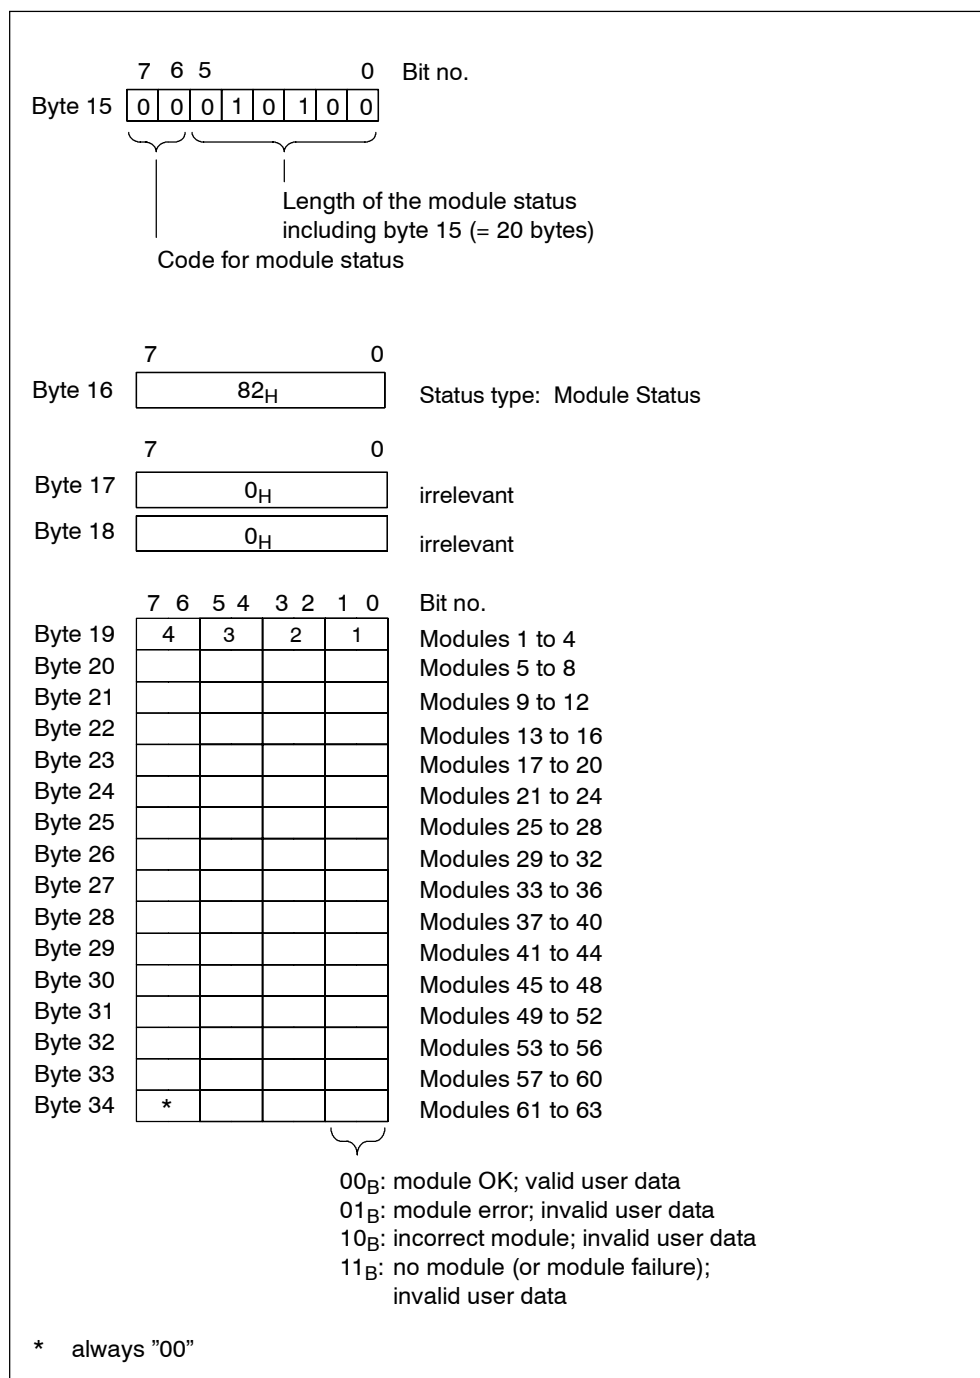 7 6 5 0 Bit no.
Byte 15 0 0 0 1 0 1 0 0
Length of the module status
including byte 15 (= 20 bytes)
Code for module status
7 0
Byte 16 82H Status type: Module Status
7 0
Byte 17 0H irrelevant
Byte 18 0H irrelevant
7 6 5 4 3 2 1 0 Bit no.
Byte 19 4 3 2 1 Modules 1 to 4
Byte 20 Modules 5 to 8
Byte 21 Modules 9 to 12
Byte 22 Modules 13 to 16
Byte 23 Modules 17 to 20
Byte 24 Modules 21 to 24
Byte 25 Modules 25 to 28
Byte 26 Modules 29 to 32
Byte 27 Modules 33 to 36
Byte 28 Modules 37 to 40
Byte 29 Modules 41 to 44
Byte 30 Modules 45 to 48
Byte 31 Modules 49 to 52
Byte 32 Modules 53 to 56
Byte 33 Modules 57 to 60
Byte 34 * Modules 61 to 63
00B: module OK; valid user data
01B: module error; invalid user data
10B: incorrect module; invalid user data
11B: no module (or module failure);
invalid user data
* always ”00”